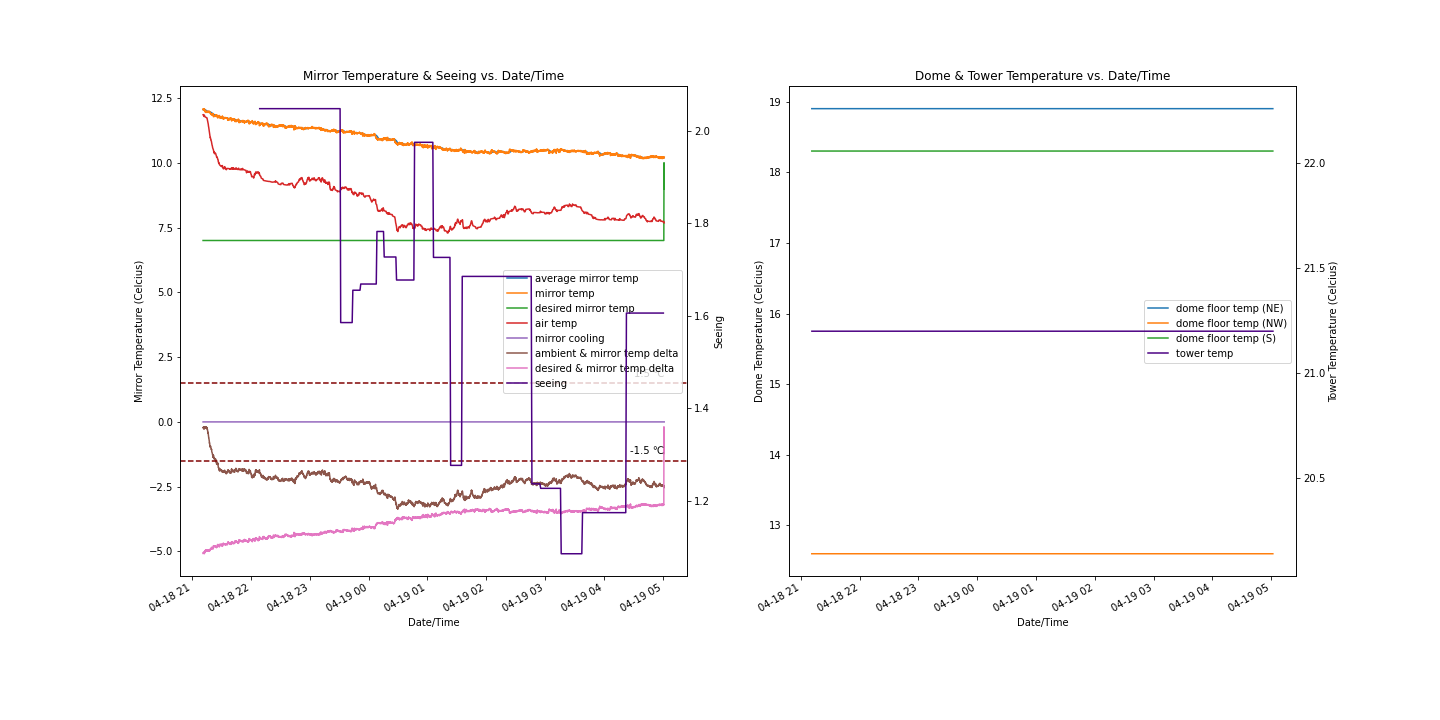 Mirror Temperature & Seeing vs. Date/Time
Mirror Temperature (Celcius)
12.5
10.0
7.5
5.0
2.5
0.0
−2.5
−5.0
2.0
1.8
1.6
1.4
1.2
Seeing
average mirror temp
mirror temp
desired mirror temp
air temp
mirror cooling
ambient & mirror temp delta
desired & mirror temp delta
seeing
-1.5 °C
04-18 21
04-18 22
04-18 23
04-19 00
04-19 01
04-19 02
04-19 03
04-19 04
04-19 05
Date/Time
Dome & Tower Temperature vs. Date/Time
Dome Temperature (Celcius)
19
18
17
16
15
14
13
22.0
21.5
21.0
20.5
Tower Temperature (Celcius)
dome floor temp (NE)
dome floor temp (NW)
dome floor temp (S)
tower temp
04-18 21
04-18 22
04-18 23
04-19 00
04-19 01
04-19 02
04-19 03
04-19 04
04-19 05
Date/Time